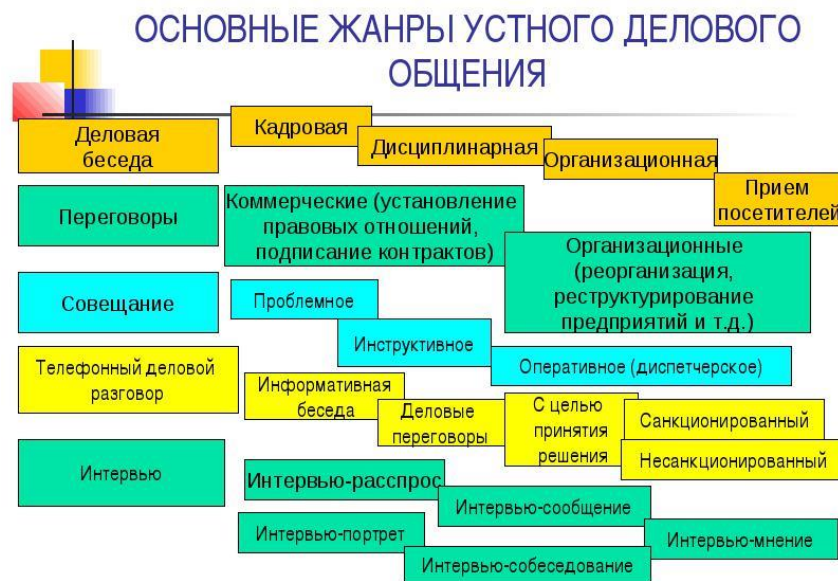 ОСНОВНЫЕ ЖАНРЫ УСТНОГО ДЕЛОВОГО
ОБЩЕНИЯ
Деловая
беседа
Кадровая
Дисциплинарная
Организационная
Прием
посетителей
Переговоры
Коммерческие (установление
правовых отношений,
подписание контрактов)
Организационные
(реорганизация,
реструктурирование
предприятий и т.д.)
Совещание
Проблемное
Инструктивное
Оперативное (диспетчерское)
Телефонный деловой
разговор
Информативная
беседа
Деловые
переговоры
С целью
принятия
решения
Санкционированный
Несанкционированный
Интервью
Интервью-расспрос
Интервью-сообщение
Интервью-портрет
Интервью-мнение
Интервью-собеседование